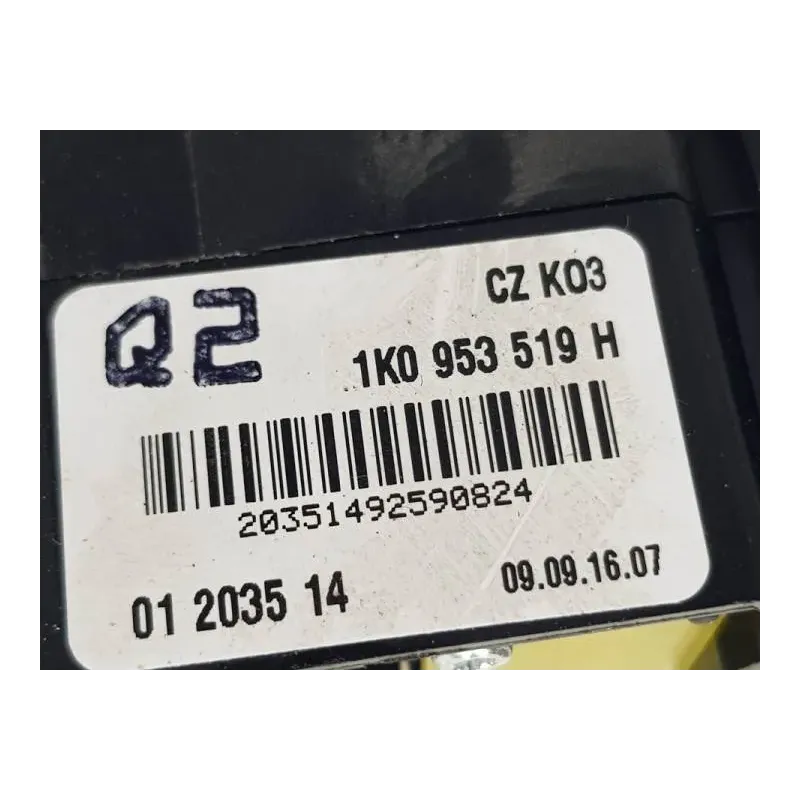 Q2
CZ K03
1K0 953 519 H
20351492590824
01 2035 14
09.09.16.07